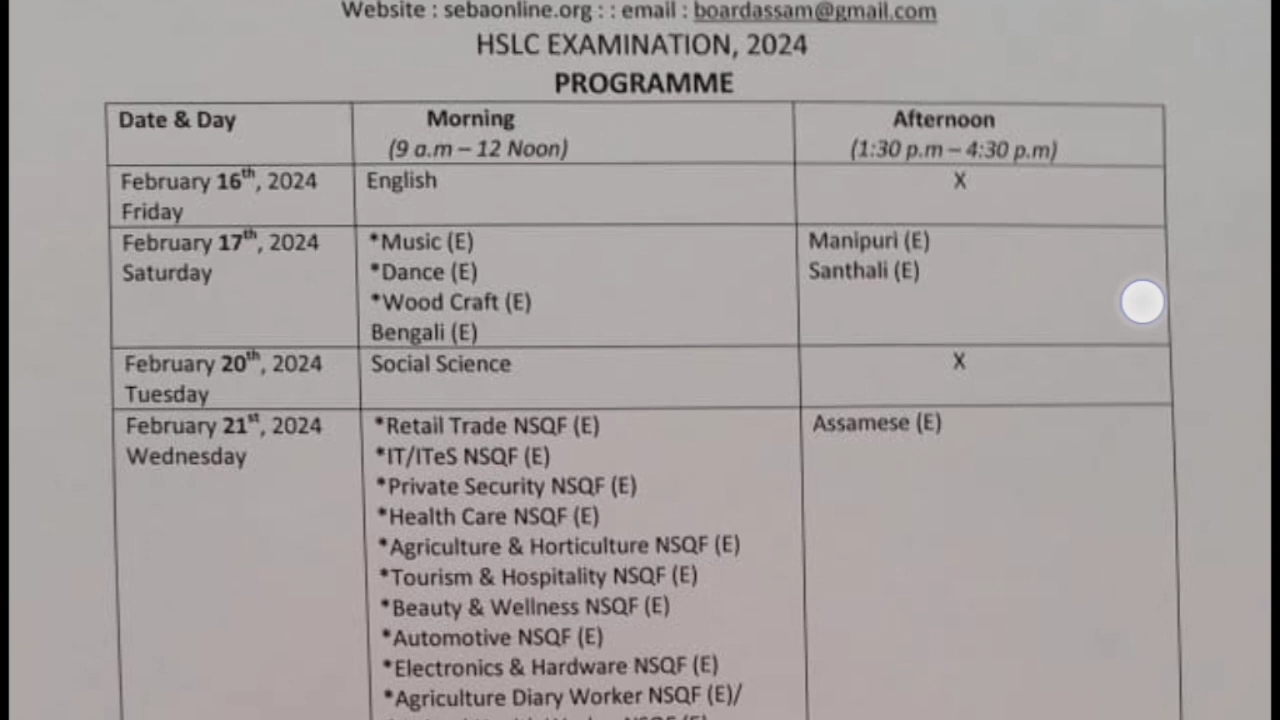 Website : sebaonline.org : : email : boardassam@gmail.com
HSLC EXAMINATION, 2024
PROGRAMME
Date & Day
Morning
(9 a.m – 12 Noon)
Afternoon
(1:30 p.m – 4:30 p.m)
February 16th, 2024
Friday
English
X
February 17th, 2024
Saturday
*Music (E)
*Dance (E)
*Wood Craft (E)
Bengali (E)
Manipuri (E)
Santhali (E)
February 20th, 2024
Tuesday
Social Science
X
February 21st, 2024
Wednesday
*Retail Trade NSQF (E)
*IT/ITeS NSQF (E)
*Private Security NSQF (E)
*Health Care NSQF (E)
*Agriculture & Horticulture NSQF (E)
*Tourism & Hospitality NSQF (E)
*Beauty & Wellness NSQF (E)
*Automotive NSQF (E)
*Electronics & Hardware NSQF (E)
*Agriculture Diary Worker NSQF (E)/
Assamese (E)